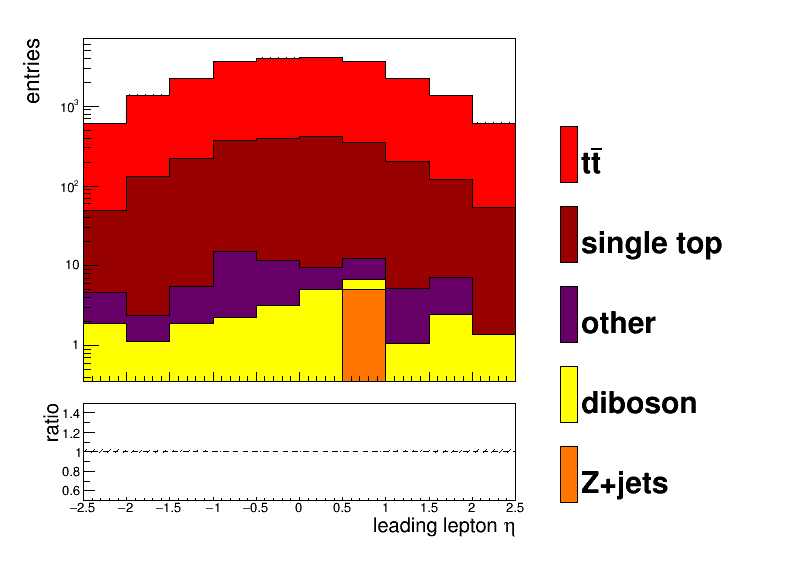 entries
10³
10²
10
1
tt̄
single top
other
diboson
Z+jets
ratio
1.4
1.2
1
0.8
0.6
−2.5 −2 −1.5 −1 −0.5 0 0.5 1 1.5 2 2.5
leading lepton η